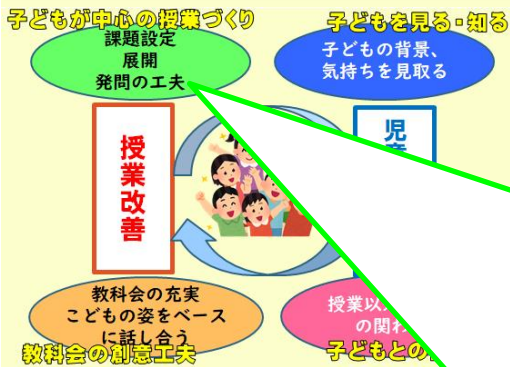 子どもが中心の授業づくり
課題設定
展開
発問の工夫
子どもを見る・知る
子どもの背景、
気持ちを見取る
授業改善
児
教科会の充実
こどもの姿をベース
に話し合う
教科会の創意工夫
授業以
の関わ
子どもとの